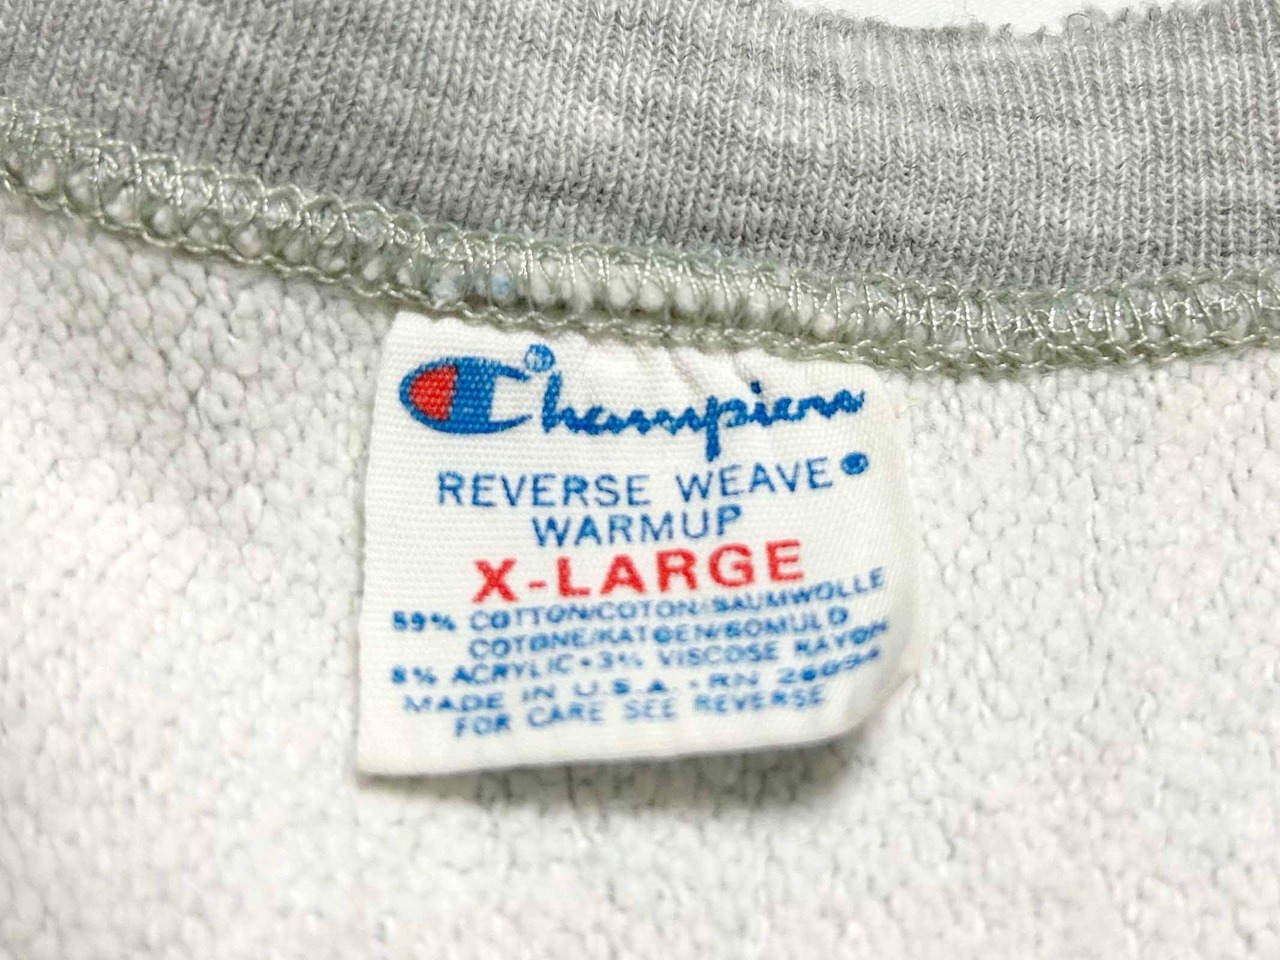 Champion®
REVERSE WEAVE®
WARMUP
X-LARGE
89% COTTON/COTON/BAUMWOLLE
COTONE/KATOEN/BOMULD
8% ACRYLIC • 3% VISCOSE RAYON
MADE IN U.S.A. • RN 26094
FOR CARE SEE REVERSE